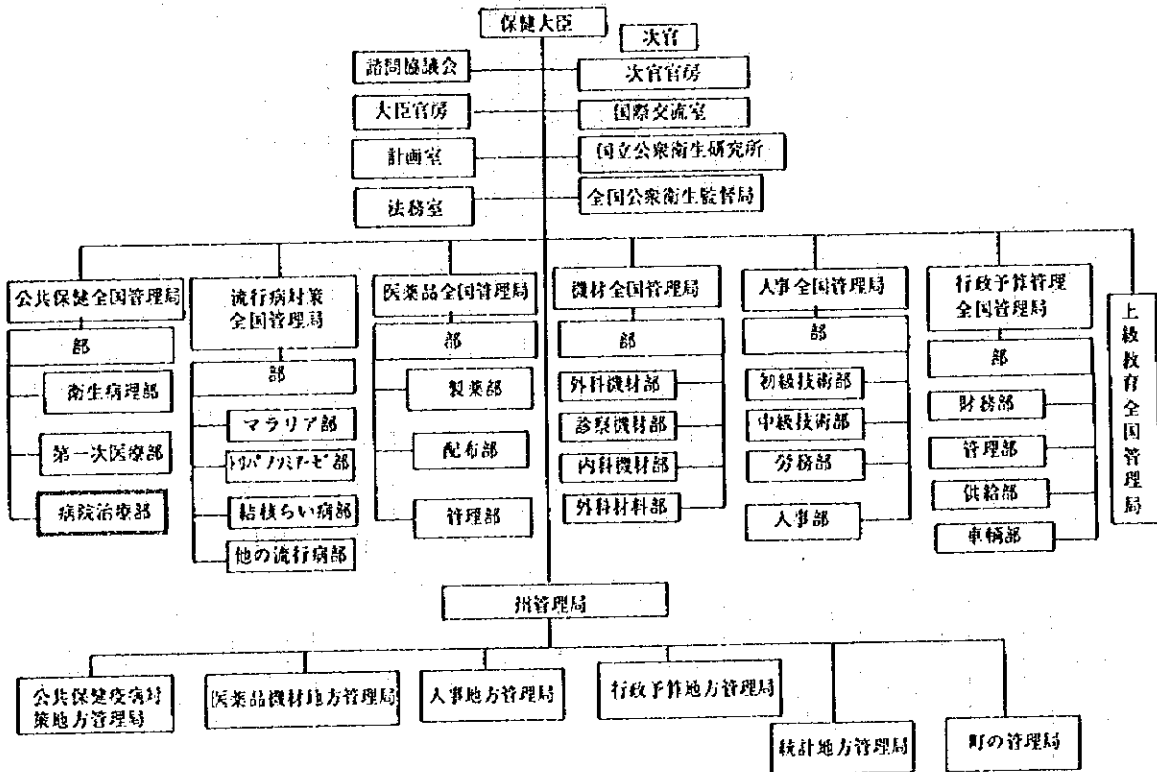 保健大臣
次官
諮問協議会
次官官房
大臣官房
国際交流室
計画室
国立公衆衛生研究所
法務室
全国公衆衛生監督局
公共保健全国管理局
流行病対策
全国管理局
医薬品全国管理局
機材全国管理局
人事全国管理局
行政予算管理
全国管理局
上級教育全国管理局
部
衛生病理部
第一次医療部
病院治療部
部
マラリア部
ﾄﾘﾊﾟﾉｿﾐｱｰｾﾞ部
結核らい病部
他の流行病部
部
製薬部
配布部
管理部
部
外科機材部
診察機材部
内科機材部
外科材料部
部
初級技術部
中級技術部
労務部
人事部
部
財務部
管理部
供給部
車輌部
州管理局
公共保健疫病対
策地方管理局
医薬品機材地方管理局
人事地方管理局
行政予算地方管理局
統計地方管理局
町の管理局